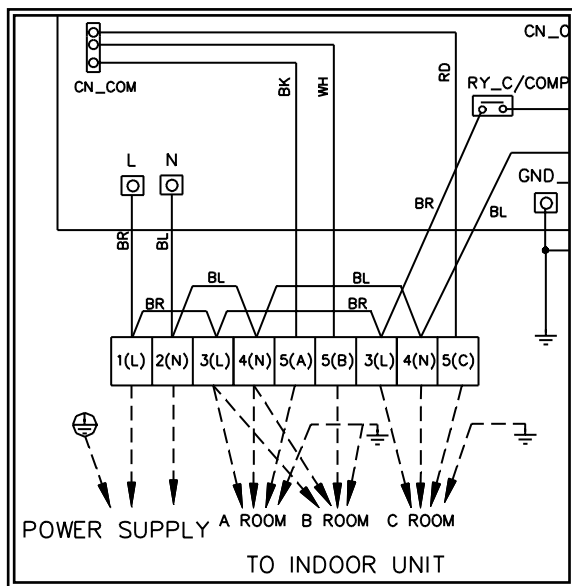 CN_O
CN_COM
BK
WH
RD
RY_C/COMP
L N
GND_
BR
BL
BR
BL
BL
BL
BR
BR
1(L) 2(N) 3(L) 4(N) 5(A) 5(B) 3(L) 4(N) 5(C)
POWER SUPPLY A ROOM B ROOM C ROOM
TO INDOOR UNIT